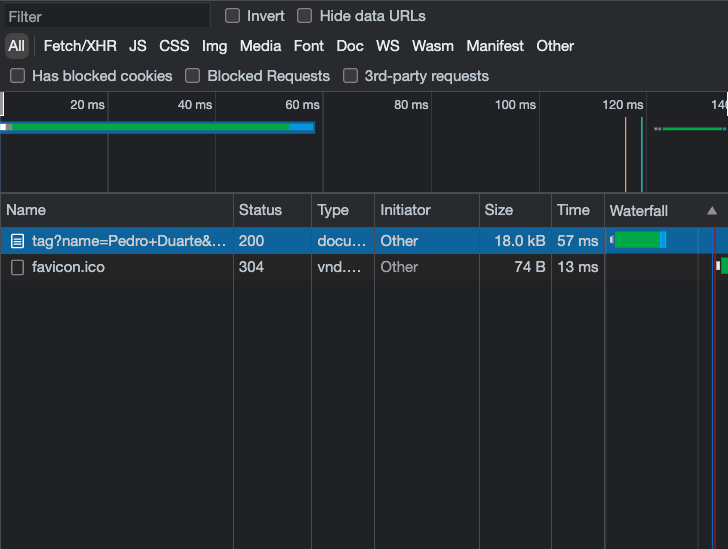 Filter Invert Hide data URLs
All Fetch/XHR JS CSS Img Media Font Doc WS Wasm Manifest Other
Has blocked cookies Blocked Requests 3rd-party requests
20 ms 40 ms 60 ms 80 ms 100 ms 120 ms 140
Name Status Type Initiator Size Time Waterfall
tag?name=Pedro+Duarte&... 200 docu... Other 18.0 kB 57 ms
favicon.ico 304 vnd.... Other 74 B 13 ms